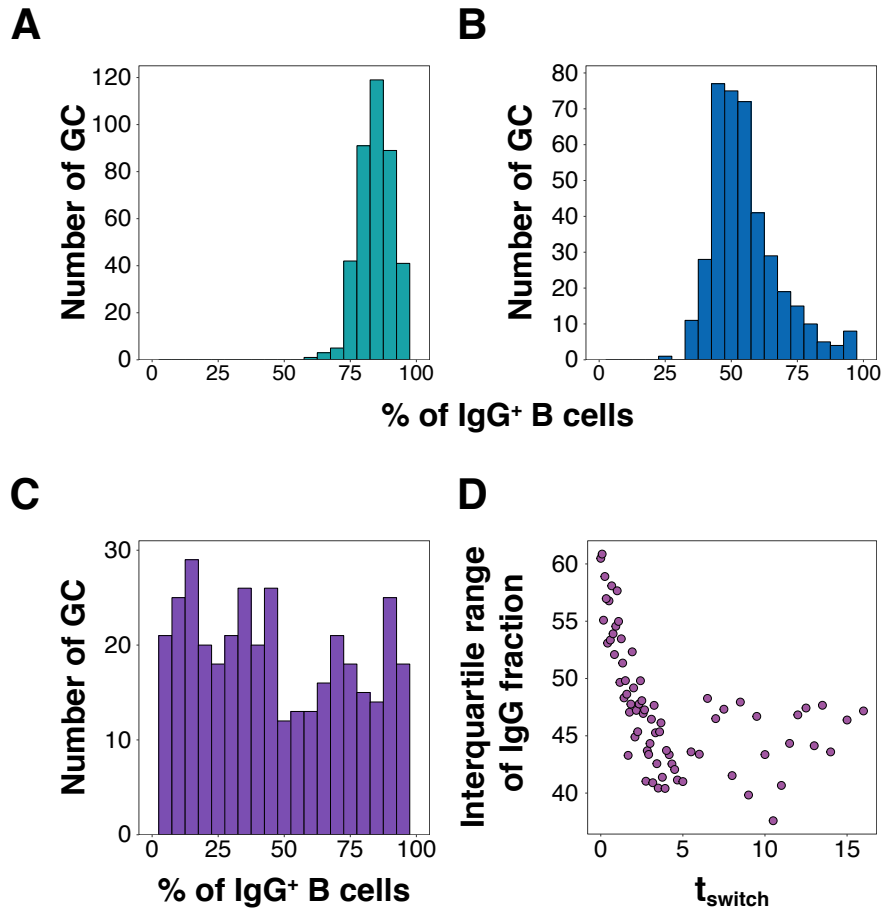 A
B
Number of GC
120
100
80
60
40
20
0
0 25 50 75 100
Number of GC
80
70
60
50
40
30
20
10
0
0 25 50 75 100
% of IgG⁺ B cells
C
D
Number of GC
30
20
10
0
0 25 50 75 100
% of IgG⁺ B cells
Interquartile range
of IgG fraction
60
55
50
45
40
0 5 10 15
t_switch